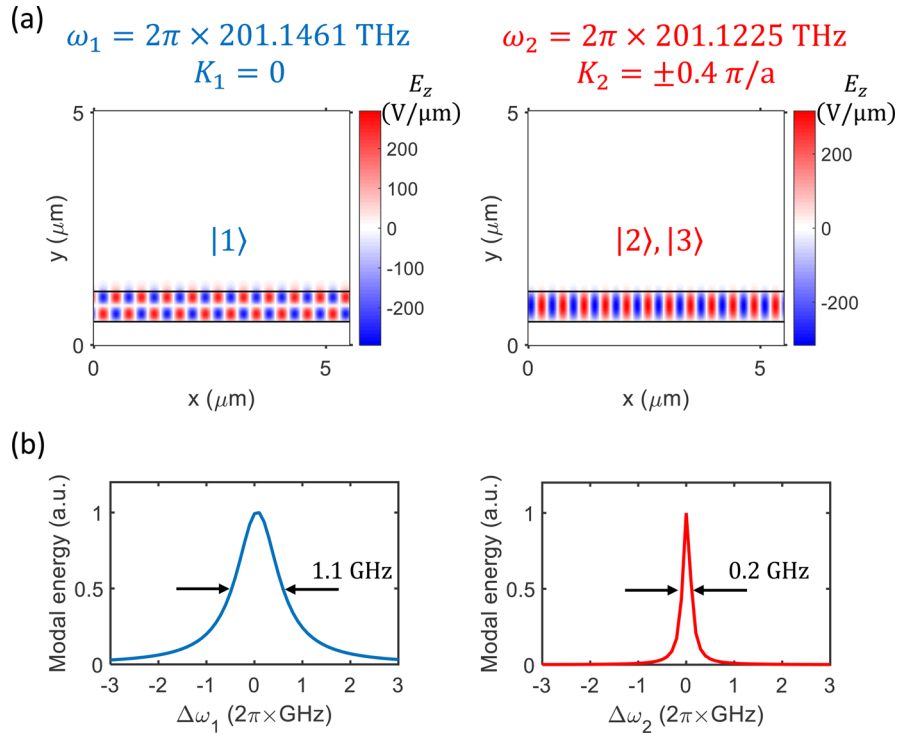 (a)
ω₁ = 2π × 201.1461 THz
K₁ = 0
ω₂ = 2π × 201.1225 THz
K₂ = ±0.4 π/a
E_z
(V/μm)
5
y (μm)
0
|1⟩
0
5
x (μm)
200
100
0
-100
-200
E_z
(V/μm)
5
y (μm)
0
|2⟩, |3⟩
0
5
x (μm)
200
0
-200
(b)
Modal energy (a.u.)
1
0.5
0
1.1 GHz
-3 -2 -1 0 1 2 3
Δω₁ (2π×GHz)
Modal energy (a.u.)
1
0.5
0
0.2 GHz
-3 -2 -1 0 1 2 3
Δω₂ (2π×GHz)